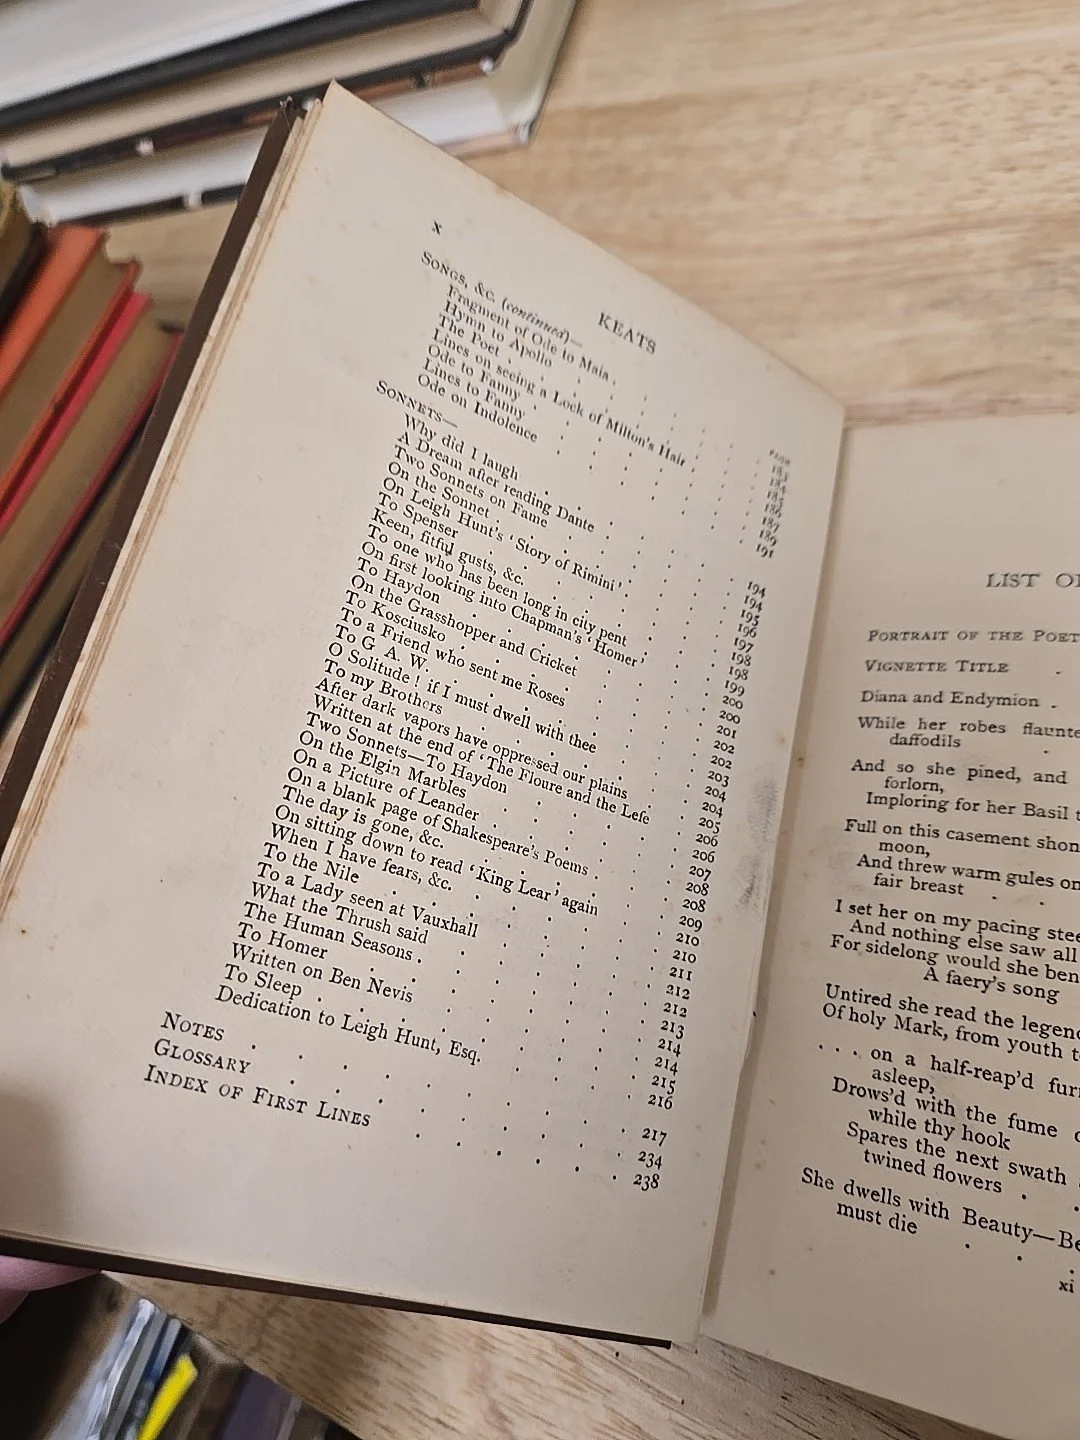 x
KEATS
PAGE
SONGS, &c. (continued)—
Fragment of Ode to Maia . 183
Hymn to Apollo . 184
The Poet . 185
Lines on seeing a Lock of Milton's Hair . 186
Ode to Fanny . 187
Lines to Fanny . 189
Ode on Indolence . 191
SONNETS—
Why did I laugh . 194
A Dream after reading Dante . 194
Two Sonnets on Fame . 195
On the Sonnet . 196
On Leigh Hunt's 'Story of Rimini' . 197
To Spenser . 198
Keen, fitful gusts, &c. . 198
To one who has been long in city pent . 199
On first looking into Chapman's 'Homer' . 200
To Haydon . 200
On the Grasshopper and Cricket . 201
To Kosciusko . 202
To a Friend who sent me Roses . 202
To G. A. W. . 203
O Solitude! if I must dwell with thee . 204
To my Brothers . 204
After dark vapors have oppressed our plains . 205
Written at the end of 'The Floure and the Lefe . 206
Two Sonnets—To Haydon . 206
On the Elgin Marbles . 207
On a Picture of Leander . 208
On a blank page of Shakespeare's Poems . 208
The day is gone, &c. . 209
On sitting down to read 'King Lear' again . 210
When I have fears, &c. . 210
To the Nile . 211
To a Lady seen at Vauxhall . 212
What the Thrush said . 212
The Human Seasons . 213
To Homer . 214
Written on Ben Nevis . 214
To Sleep . 215
Dedication to Leigh Hunt, Esq. . 216
NOTES . 217
GLOSSARY . 234
INDEX OF FIRST LINES . 238
LIST
PORTRAIT OF THE POET
VIGNETTE TITLE .
Diana and Endymion .
While her robes
daffodils .
And so she pined, and
forlorn,
Imploring for her Basil
Full on this casement
moon,
And threw warm gules
fair breast .
I set her on my pacing
And nothing else saw all
For sidelong would she
A faery's song
Untired she read the
Of holy Mark, from youth
. . . on a half-reap'd
asleep,
Drows'd with the fume
while thy hook
Spares the next swath
twined flowers .
She dwells with Beauty—
must die .
xi